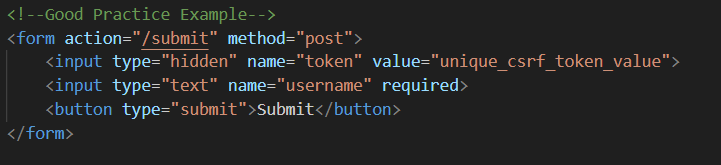 <!--Good Practice Example-->
<form action="/submit" method="post">
    <input type="hidden" name="token" value="unique_csrf_token_value">
    <input type="text" name="username" required>
    <button type="submit">Submit</button>
</form>